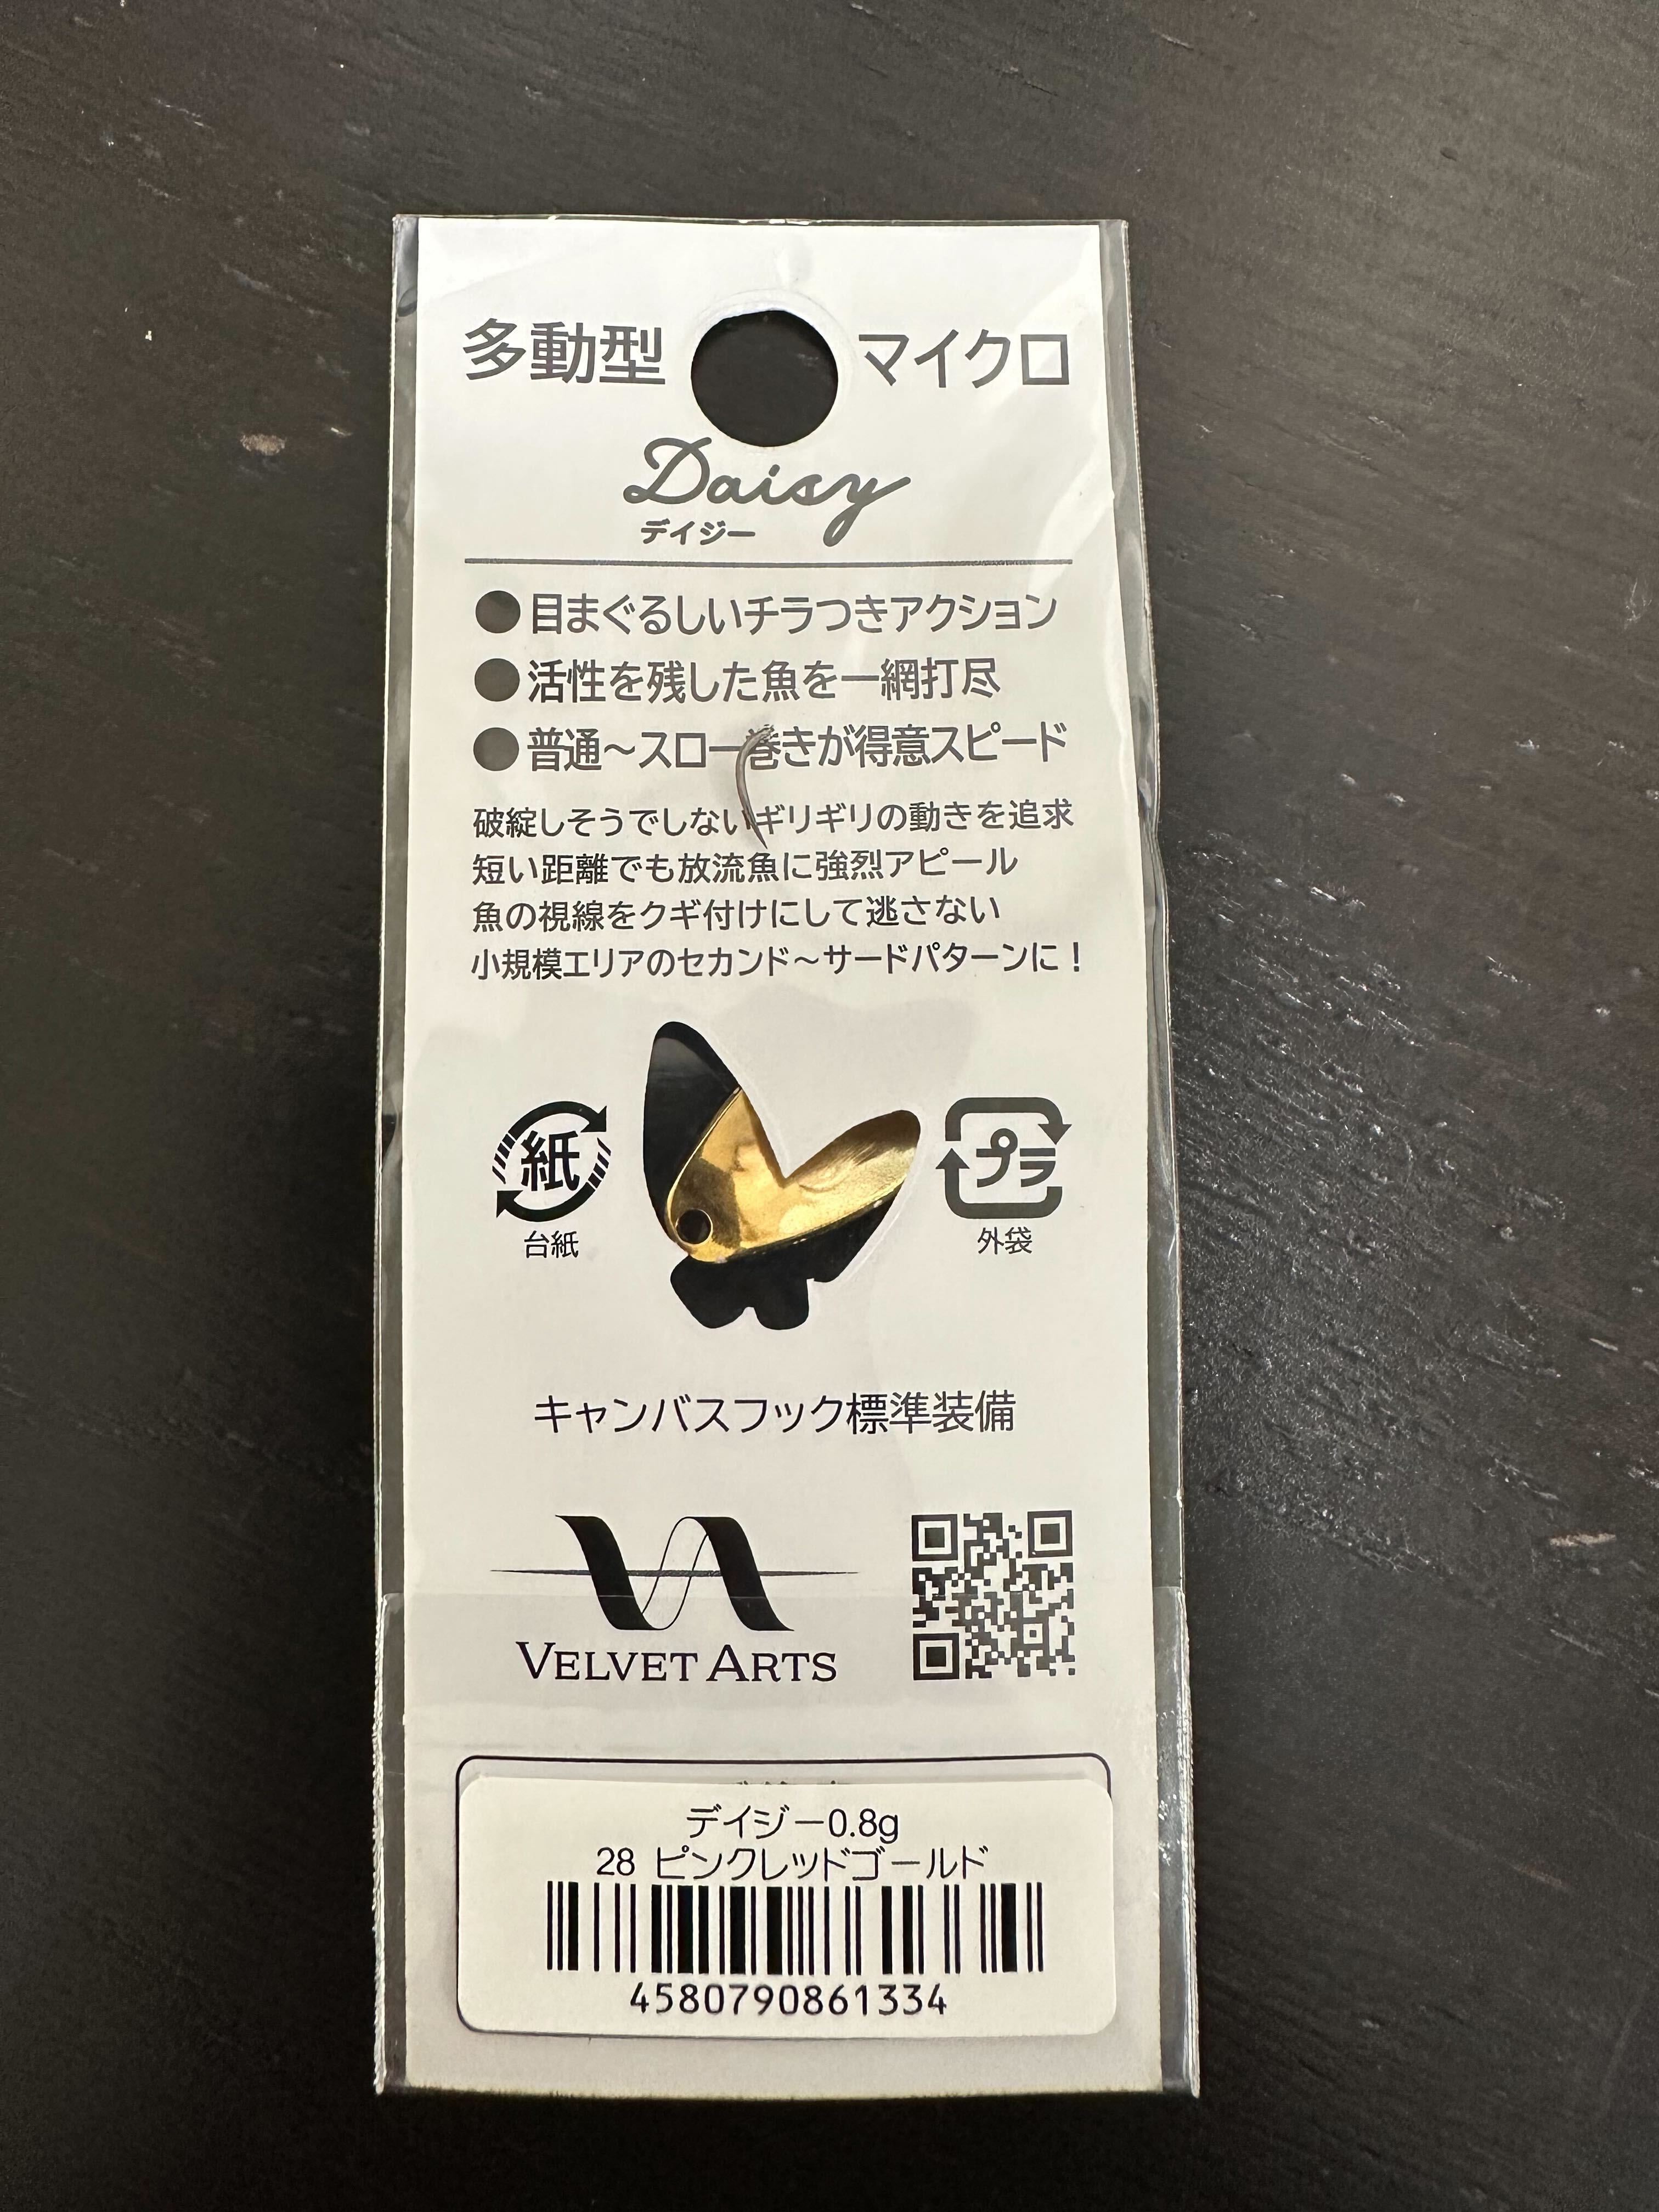 多動型 マイクロ
Daisy
デイジー
●目まぐるしいチラつきアクション
●活性を残した魚を一網打尽
●普通～スロー巻きが得意スピード
破綻しそうでしないギリギリの動きを追求
短い距離でも放流魚に強烈アピール
魚の視線をクギ付けにして逃さない
小規模エリアのセカンド～サードパターンに！
紙
台紙
プラ
外袋
キャンバスフック標準装備
VELVET ARTS
デイジー0.8g
28 ピンクレッドゴールド
4580790861334